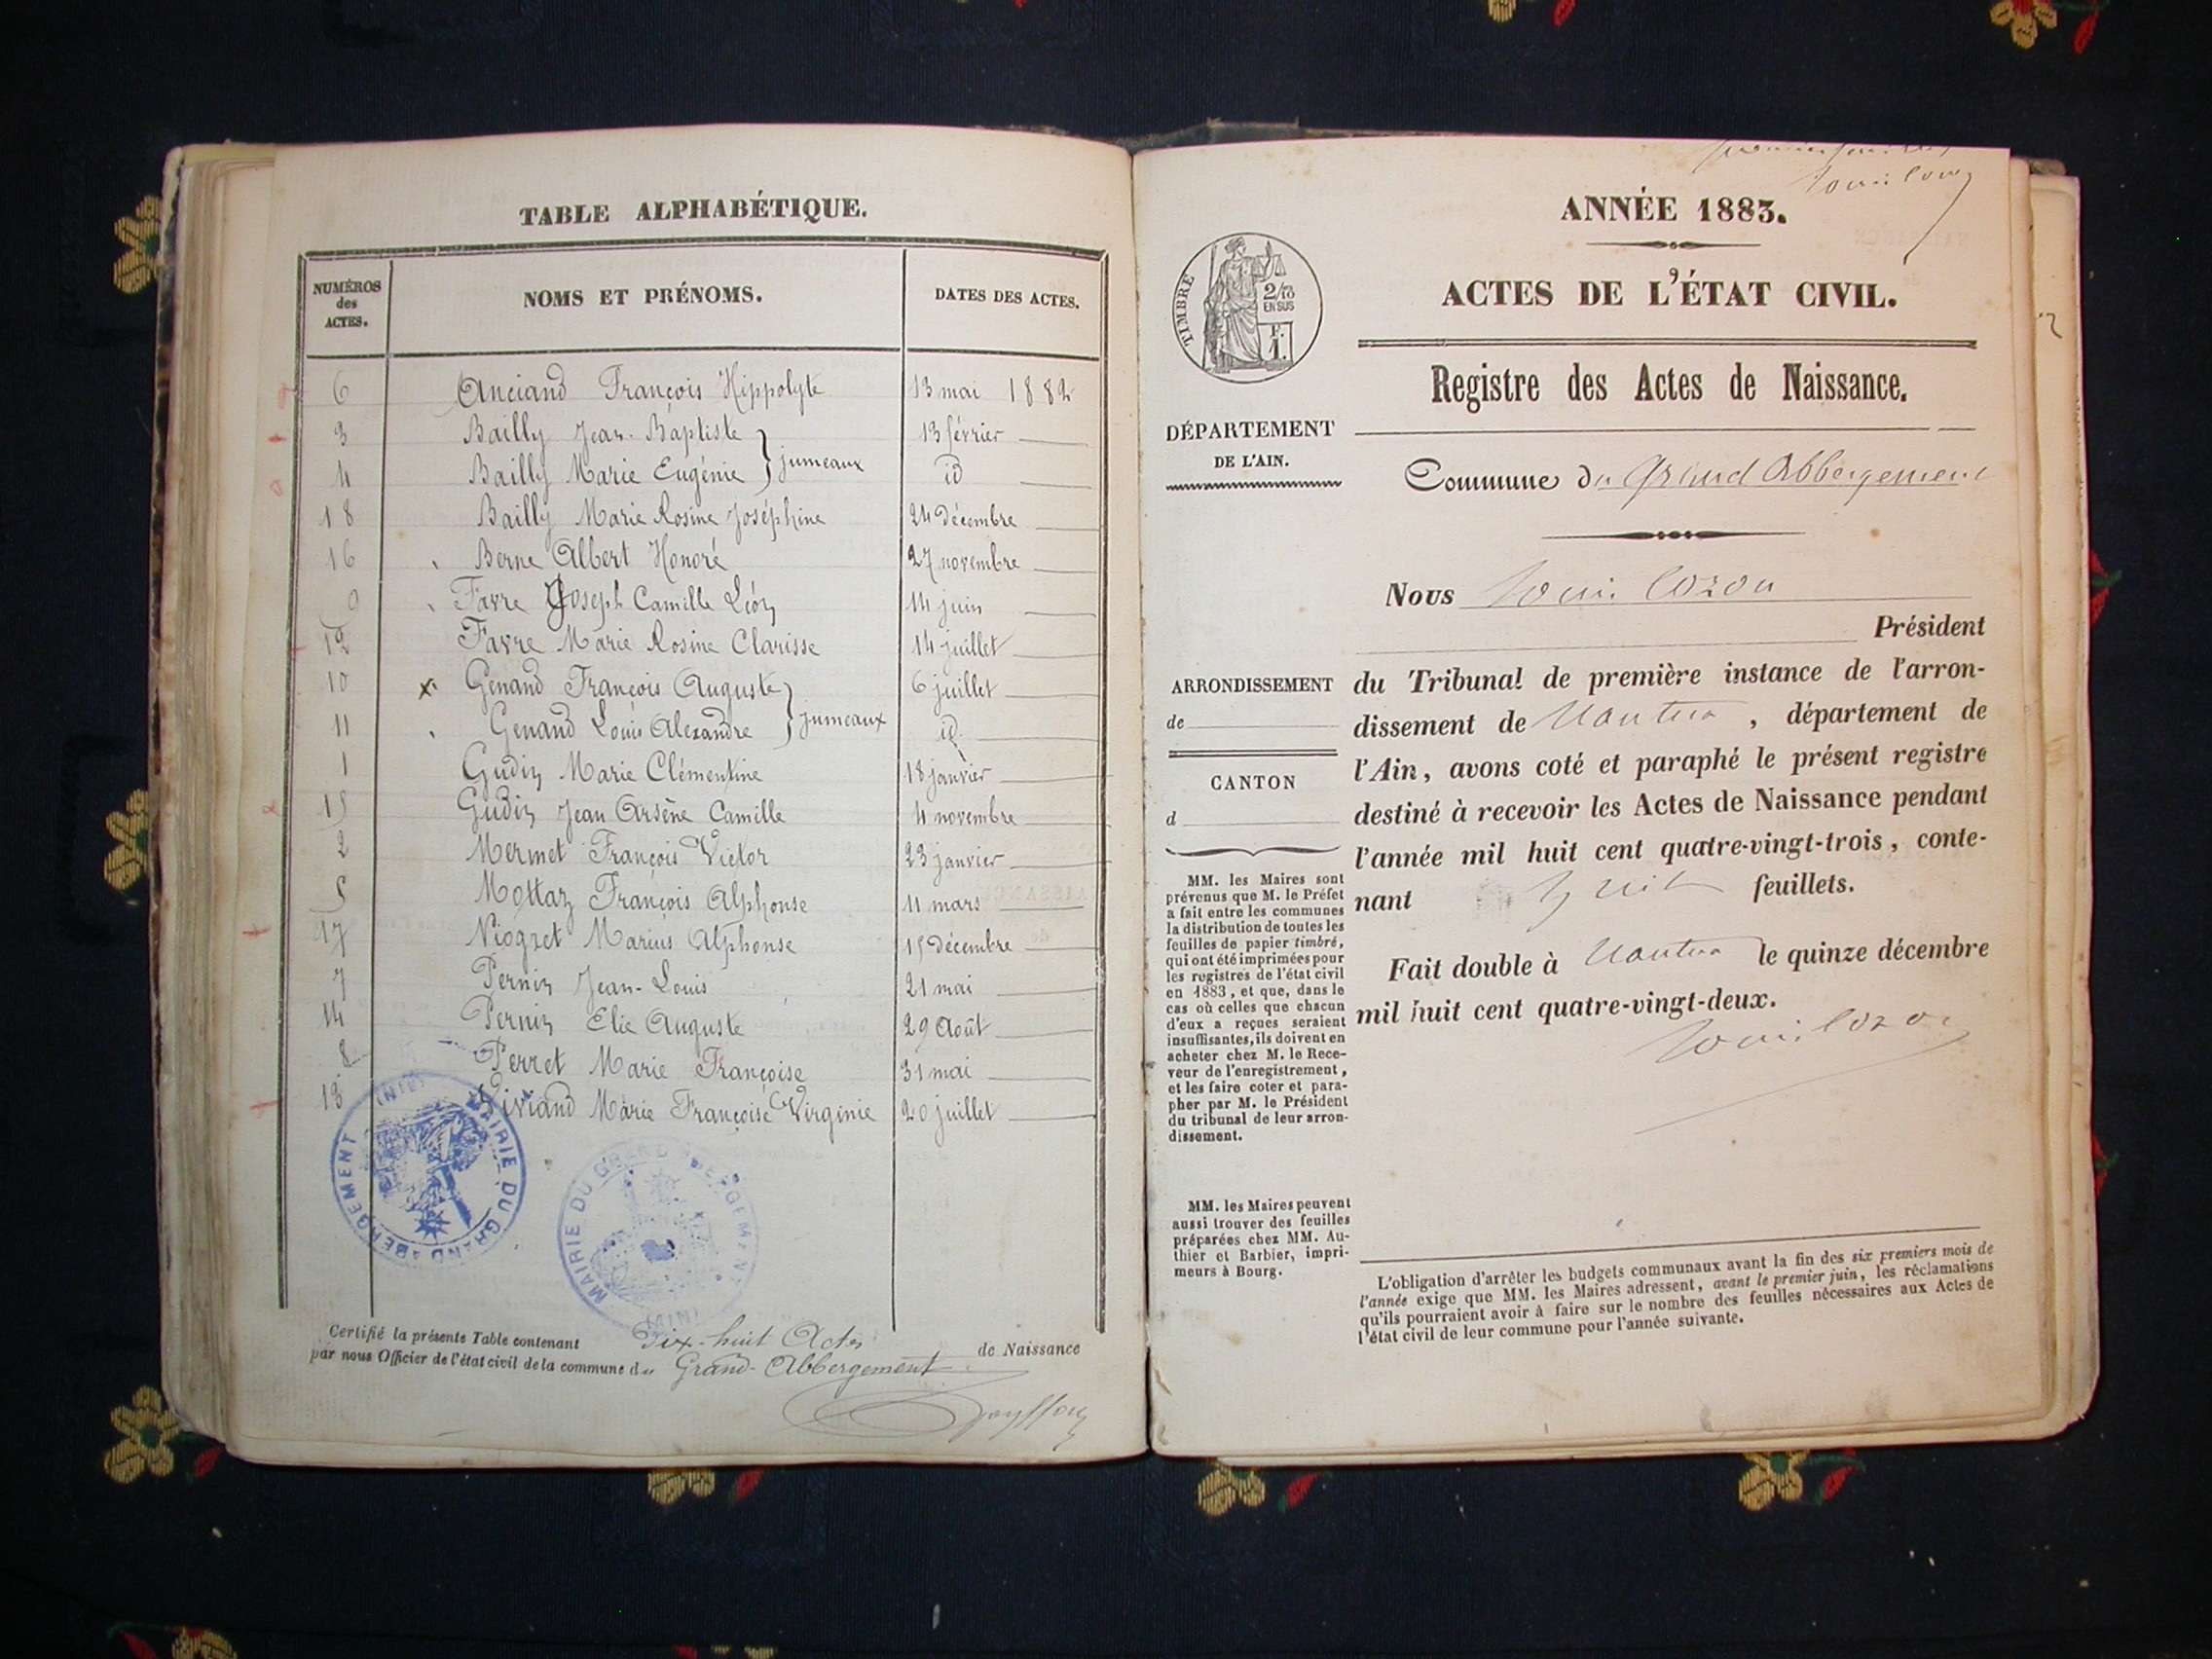 TABLE ALPHABÉTIQUE.
NUMÉROS des ACTES. NOMS ET PRÉNOMS. DATES DES ACTES.
6 Anciand François Hippolyte 13 mai 1882
3 Bailly Jean-Baptiste 13 février
4 Bailly Marie Eugénie } jumeaux id
18 Bailly Marie Rosine Joséphine 24 décembre
16 Berne Albert Honoré 27 novembre
9 Favre Joseph Camille Léon 14 juin
12 Favre Marie Rosine Clarisse 14 juillet
10 x Genand François Auguste 6 juillet
11 Genand Louis Alexandre } jumeaux id.
1 Gudin Marie Clémentine 18 janvier
15 Gudin Jean Arsène Camille 4 novembre
2 Mermet François Victor 23 janvier
5 Mottaz François Alphonse 11 mars
17 Niogret Marius Alphonse 15 décembre
7 Pernin Jean-Louis 21 mai
14 Pernin Elie Auguste 29 Août
8 Perret Marie Françoise 31 mai
13 Viviand Marie Françoise Virginie 20 juillet
MAIRIE DU GRAND ABERGEMENT
MAIRIE DU GRAND ABERGEMENT (AIN)
Certifié la présente Table contenant Dix-huit Actes de Naissance
par nous Officier de l'état civil de la commune du Grand-Abbergement
ANNÉE 1883.
ACTES DE L'ÉTAT CIVIL.
TIMBRE
2/10
EN SUS
F.
1.
Registre des Actes de Naissance.
DÉPARTEMENT
DE L'AIN.
Commune du Grand Abbergement
Nous
Président
du Tribunal de première instance de l'arron-
dissement de Nantua, département de
l'Ain, avons coté et paraphé le présent registre
destiné à recevoir les Actes de Naissance pendant
l'année mil huit cent quatre-vingt-trois, conte-
nant feuillets.
Fait double à Nantua le quinze décembre
mil huit cent quatre-vingt-deux.
ARRONDISSEMENT
de
CANTON
d
MM. les Maires sont
prévenus que M. le Préfet
a fait entre les communes
la distribution de toutes les
feuilles de papier timbré,
qui ont été imprimées pour
les registres de l'état civil
en 1883, et que, dans le
cas où celles que chacun
d'eux a reçues seraient
insuffisantes, ils doivent en
acheter chez M. le Rece-
veur de l'enregistrement,
et les faire coter et para-
pher par M. le Président
du tribunal de leur arron-
dissement.
MM. les Maires peuvent
aussi trouver des feuilles
préparées chez MM. Au-
thier et Barbier, impri-
meurs à Bourg.
L'obligation d'arrêter les budgets communaux avant la fin des six premiers mois de
l'année exige que MM. les Maires adressent, avant le premier juin, les réclamations
qu'ils pourraient avoir à faire sur le nombre des feuilles nécessaires aux Actes de
l'état civil de leur commune pour l'année suivante.